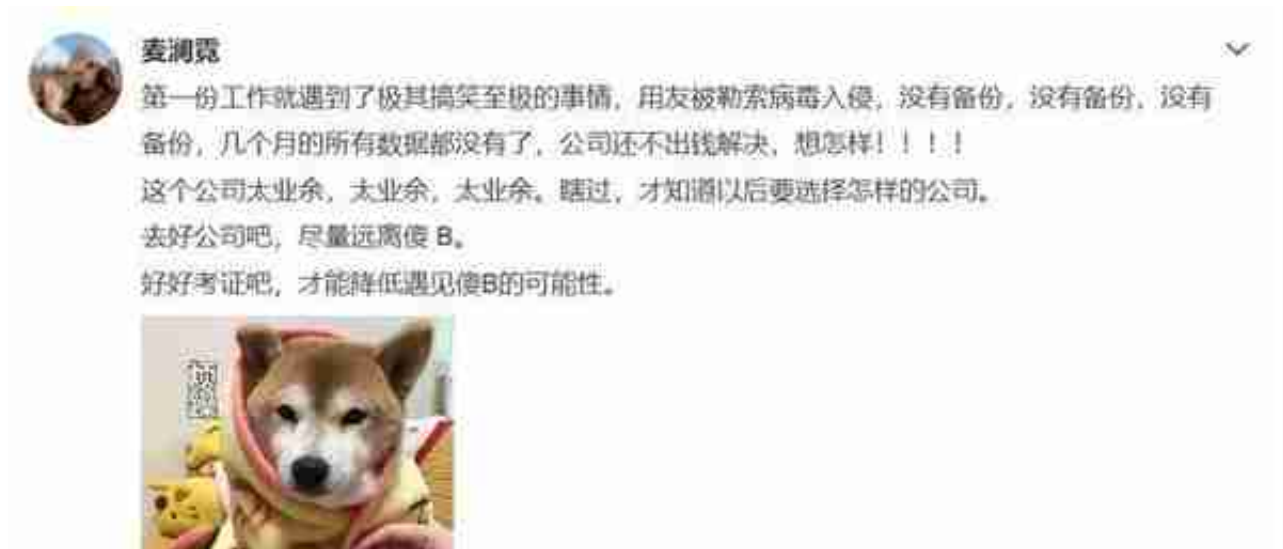 麦澜霓
第一份工作就遇到了极其搞笑至极的事情，用友被勒索病毒入侵，没有备份，没有备份，没有
备份，几个月的所有数据都没有了，公司还不出钱解决，想怎样！！！！
这个公司太业余，太业余，太业余。瞎过，才知道以后要选择怎样的公司。
去好公司吧，尽量远离傻 B。
好好考证吧，才能降低遇见傻B的可能性。